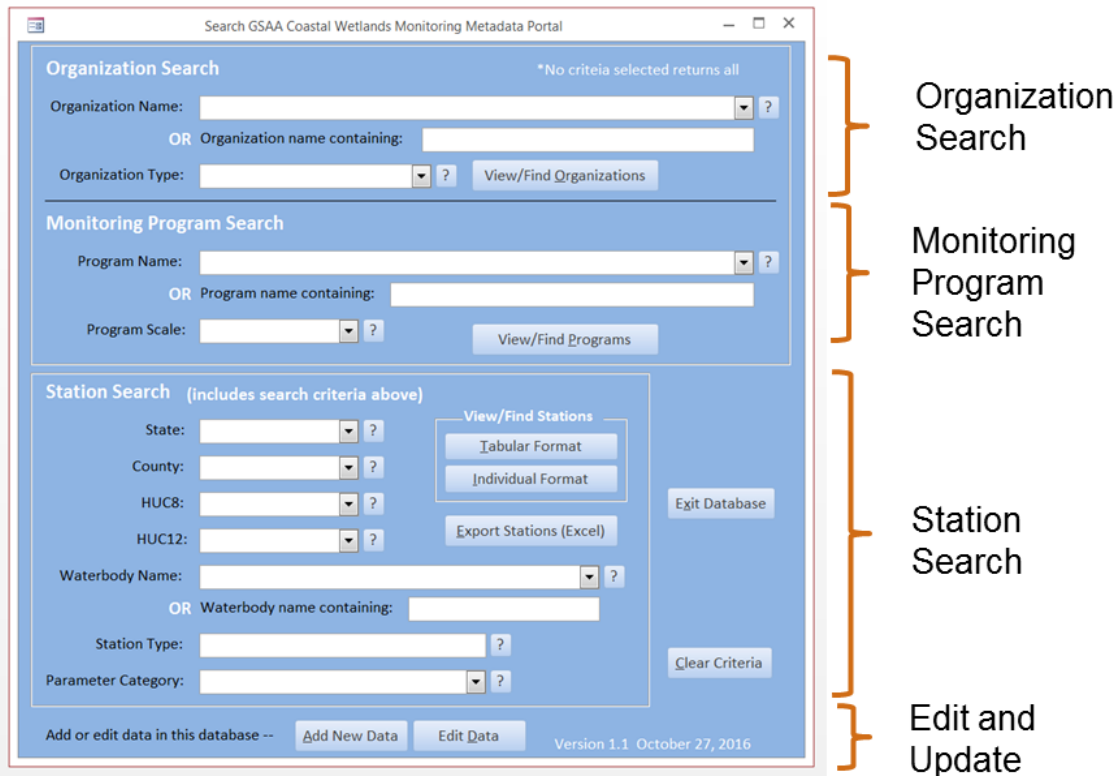 Search GSAA Coastal Wetlands Monitoring Metadata Portal
Organization Search
*No criteia selected returns all
Organization Name:
?
OR Organization name containing:
Organization Type:
?
View/Find Organizations
Monitoring Program Search
Program Name:
?
OR Program name containing:
Program Scale:
?
View/Find Programs
Station Search (includes search criteria above)
View/Find Stations
State:
?
Tabular Format
County:
?
Individual Format
HUC8:
?
Exit Database
HUC12:
?
Export Stations (Excel)
Waterbody Name:
?
OR Waterbody name containing:
Station Type:
?
Clear Criteria
Parameter Category:
?
Add or edit data in this database --
Add New Data
Edit Data
Version 1.1 October 27, 2016
Organization
Search
Monitoring
Program
Search
Station
Search
Edit and
Update